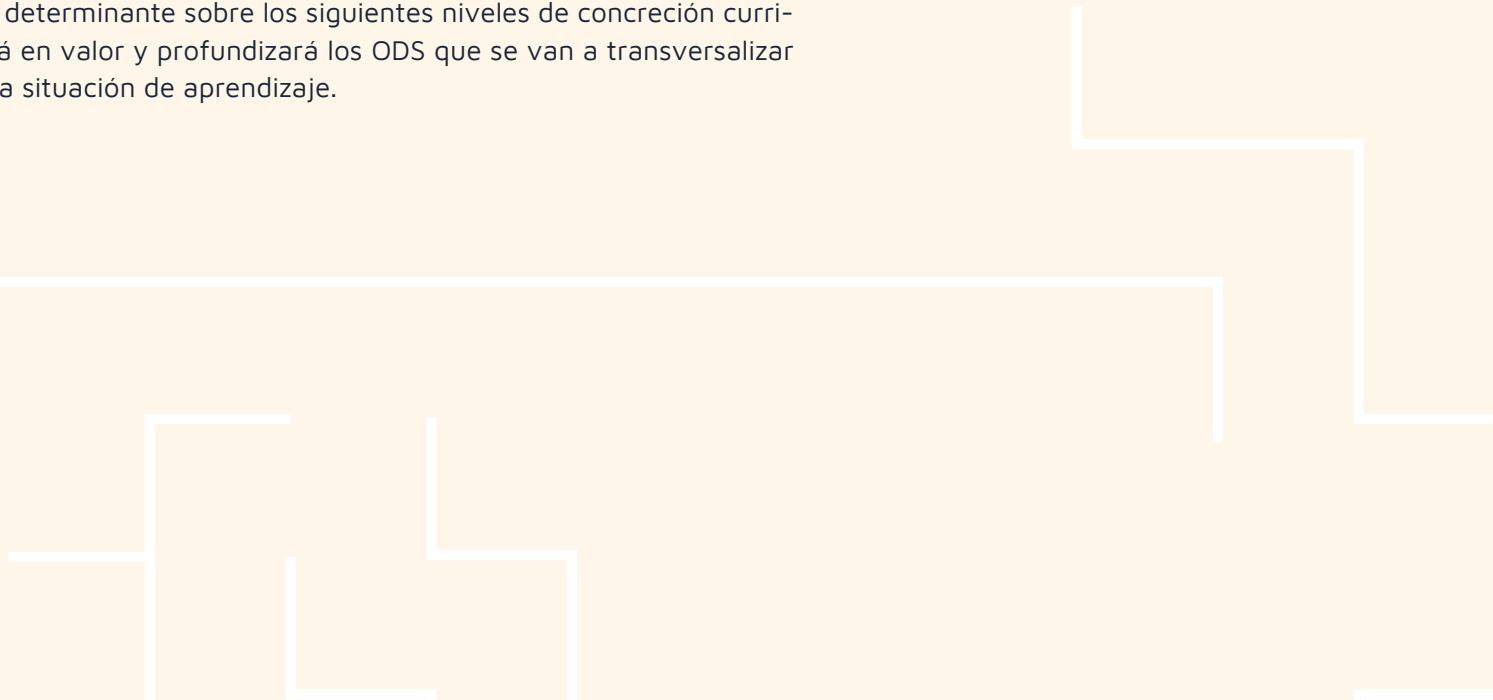 determinante sobre los siguientes niveles de concreción curri-
á en valor y profundizará los ODS que se van a transversalizar
a situación de aprendizaje.